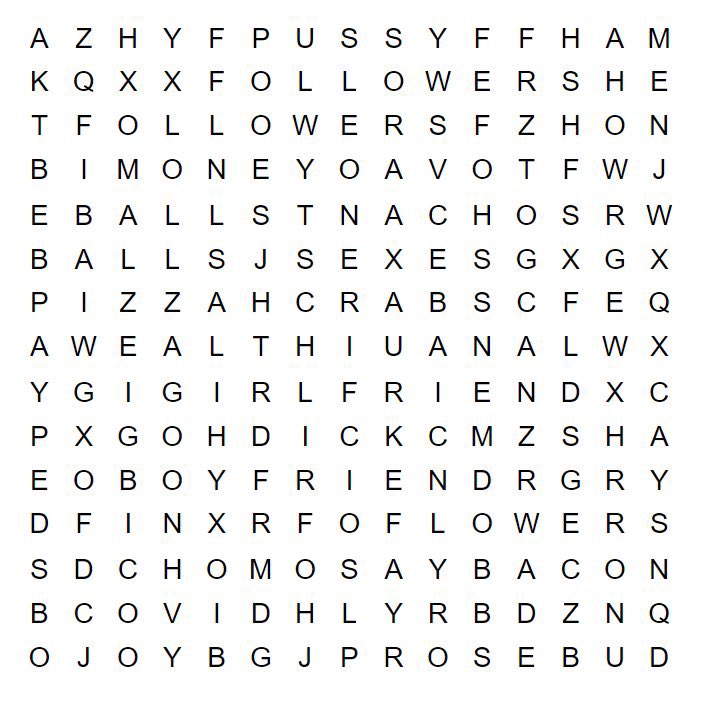 A Z H Y F P U S S Y F F H A M
K Q X X F O L L O W E R S H E
T F O L L O W E R S F Z H O N
B I M O N E Y O A V O T F W J
E B A L L S T N A C H O S R W
B A L L S J S E X E S G X G X
P I Z Z A H C R A B S C F E Q
A W E A L T H I U A N A L W X
Y G I G I R L F R I E N D X C
P X G O H D I C K C M Z S H A
E O B O Y F R I E N D R G R Y
D F I N X R F O F L O W E R S
S D C H O M O S A Y B A C O N
B C O V I D H L Y R B D Z N Q
O J O Y B G J P R O S E B U D